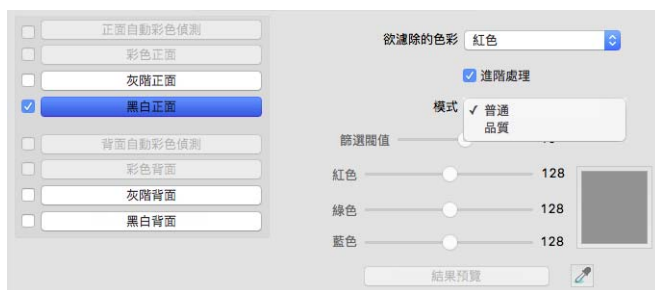 正面自動彩色偵測
彩色正面
灰階正面
黑白正面
背面自動彩色偵測
彩色背面
灰階背面
黑白背面
欲濾除的色彩 紅色
進階處理
模式 ✓ 普通
品質
篩選閥值
紅色 128
綠色 128
藍色 128
結果預覽